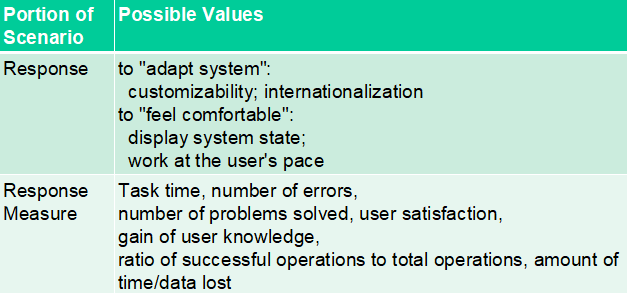 Portion of Scenario
Possible Values
Response
to "adapt system":
customizability; internationalization
to "feel comfortable":
display system state;
work at the user's pace
Response Measure
Task time, number of errors,
number of problems solved, user satisfaction,
gain of user knowledge,
ratio of successful operations to total operations, amount of
time/data lost